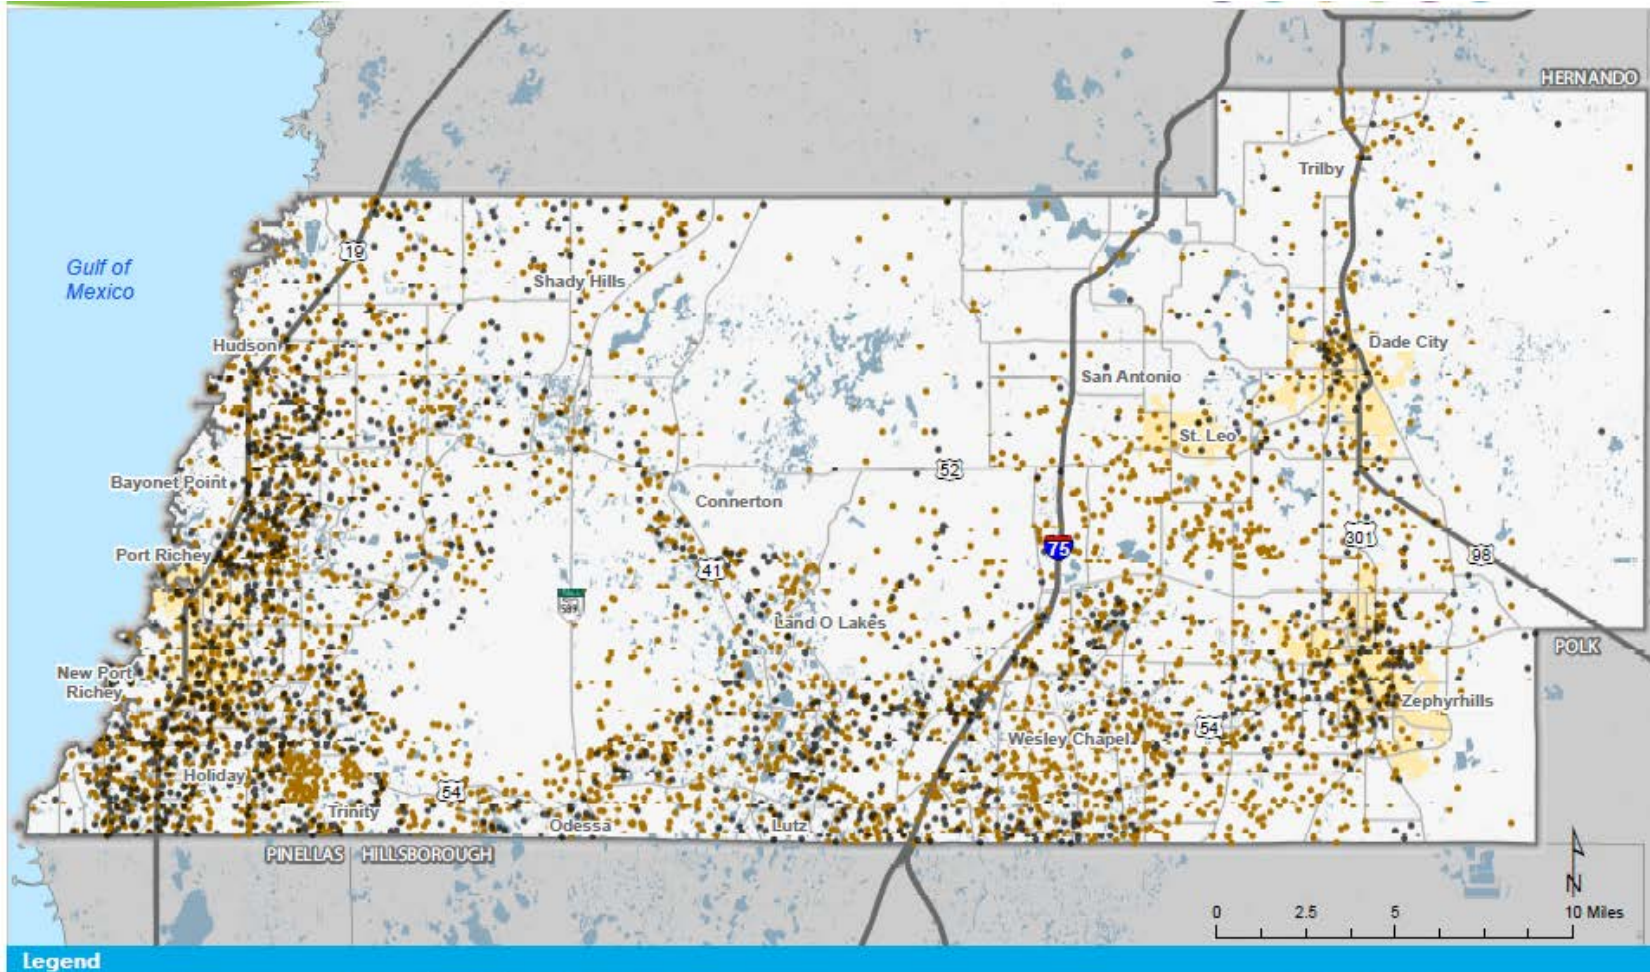 HERNANDO
Trilby
19
Gulf of
Mexico
Shady Hills
Hudson
Dade City
San Antonio
St. Leo
52
Bayonet Point
Connerton
Port Richey
301
75
98
41
589
Land O Lakes
POLK
New Port
Richey
Zephyrhills
54
Wesley Chapel
Holiday
54
Trinity
Odessa
Lutz
PINELLAS
HILLSBOROUGH
N
0 2.5 5 10 Miles
Legend